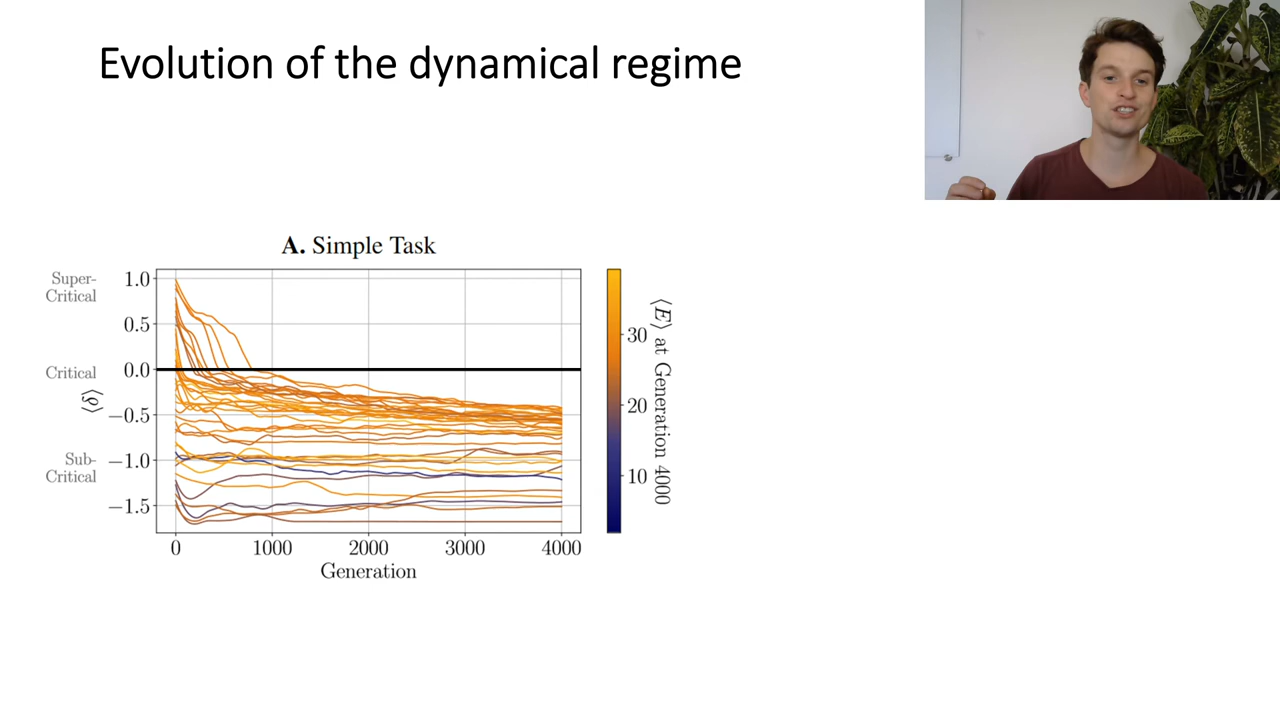 Evolution of the dynamical regime
A. Simple Task
Super-
Critical
Critical
Sub-
Critical
⟨δ⟩
1.0
0.5
0.0
−0.5
−1.0
−1.5
0 1000 2000 3000 4000
Generation
30
20
10
⟨E⟩ at Generation 4000